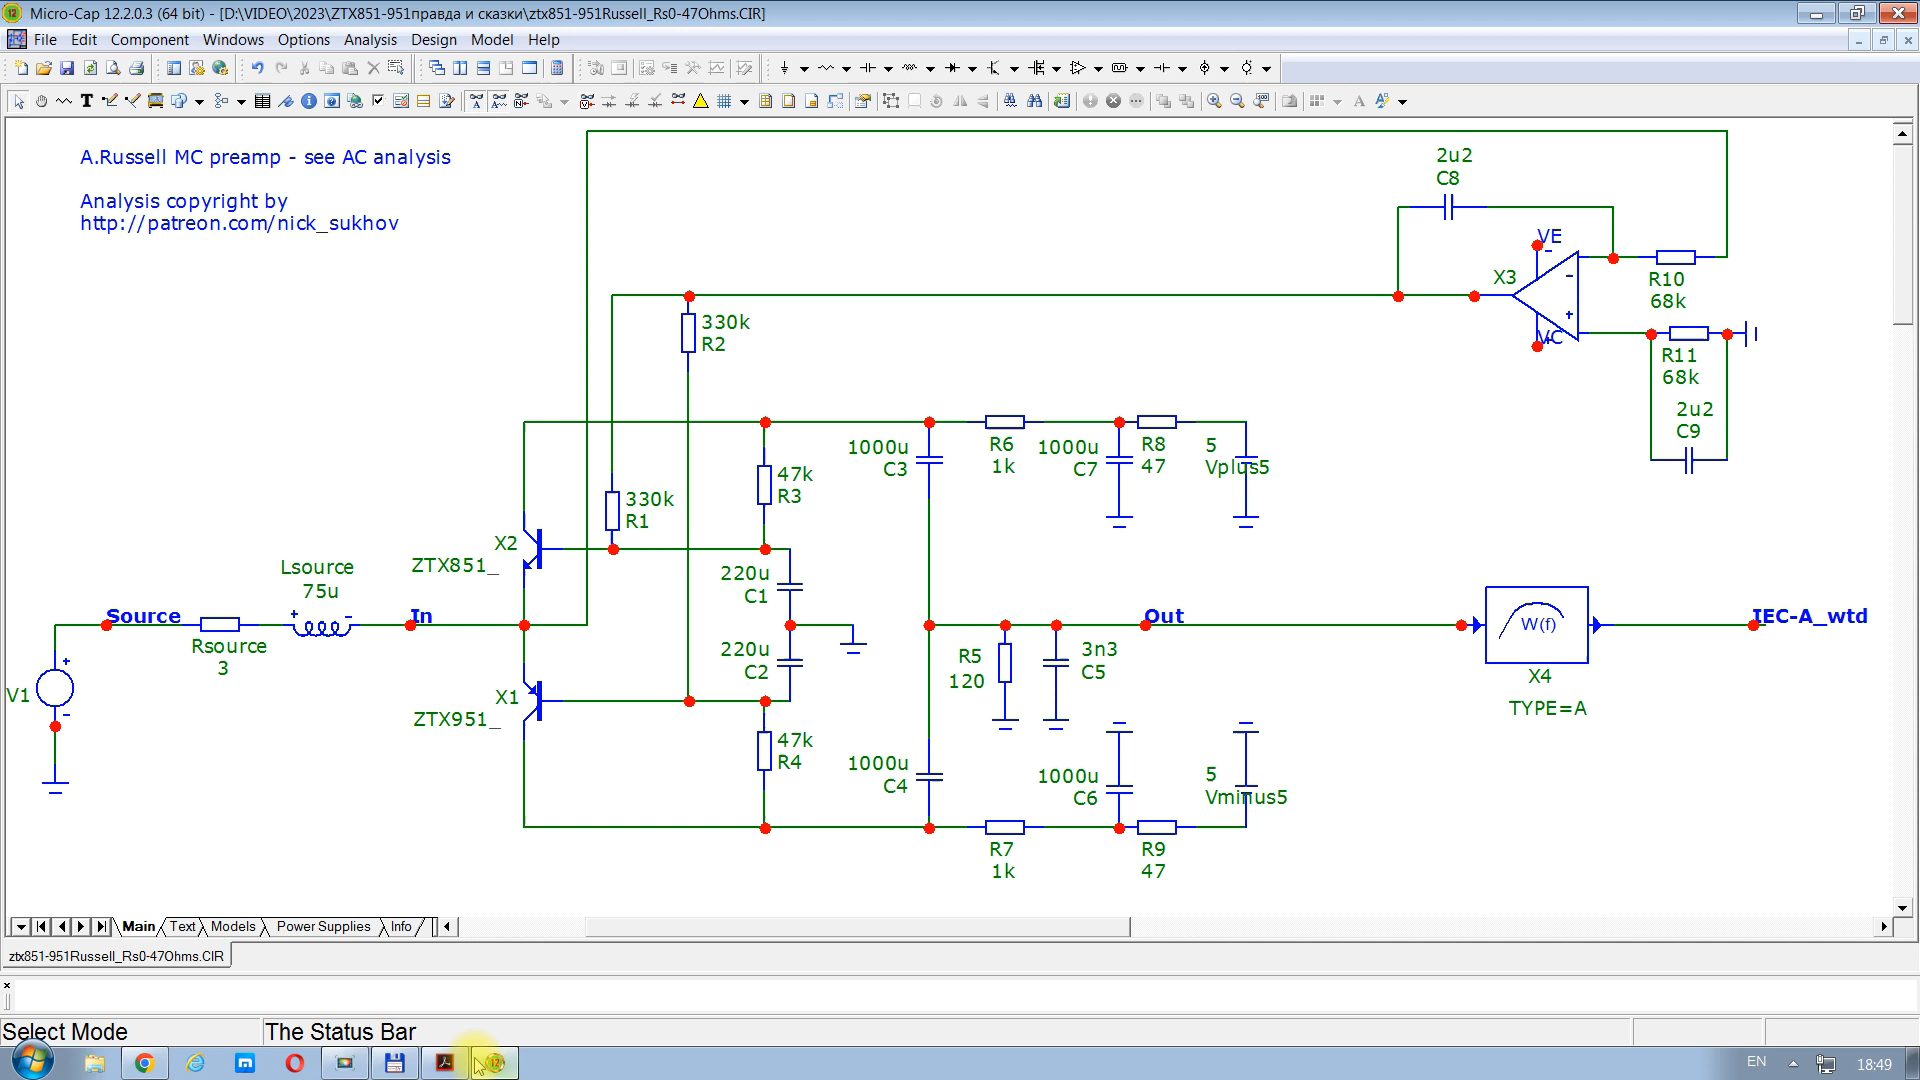 Micro-Cap 12.2.0.3 (64 bit) - [D:\VIDEO\2023\ZTX851-951правда и сказки\ztx851-951Russell_Rs0-47Ohms.CIR]
File Edit Component Windows Options Analysis Design Model Help
A.Russell MC preamp - see AC analysis
Analysis copyright by
http://patreon.com/nick_sukhov
2u2
C8
VE
X3
-
+
VC
R10
68k
R11
68k
2u2
C9
330k
R2
330k
R1
47k
R3
1000u
C3
R6
1k
1000u
C7
R8
47
5
Vplus5
X2
ZTX851_
220u
C1
Lsource
75u
+ -
Source
In
Rsource
3
V1
+
-
X1
ZTX951_
220u
C2
47k
R4
Out
R5
120
3n3
C5
W(f)
X4
TYPE=A
IEC-A_wtd
1000u
C4
1000u
C6
5
Vminus5
R7
1k
R9
47
Main Text Models Power Supplies Info
ztx851-951Russell_Rs0-47Ohms.CIR
Select Mode
The Status Bar
EN
18:49